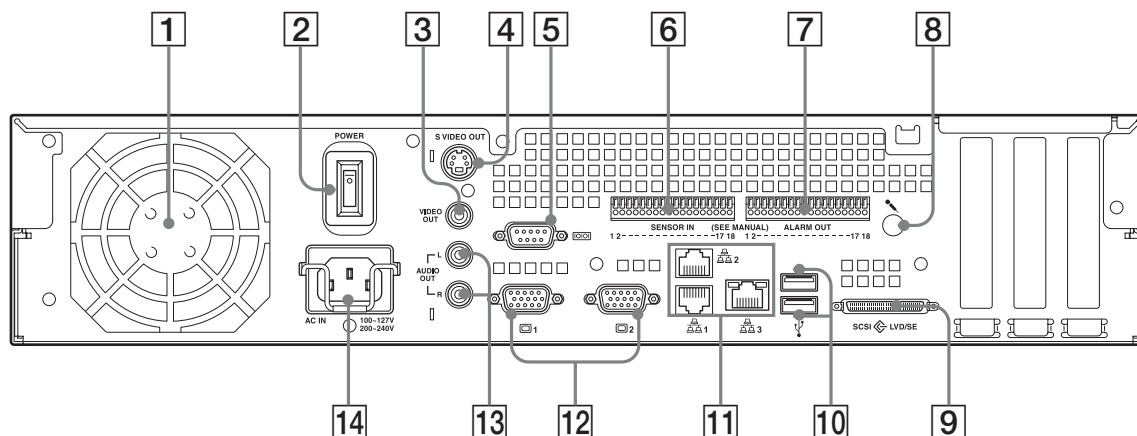 1 2 3 4 5 6 7 8
POWER
S VIDEO OUT
VIDEO
OUT
SENSOR IN (SEE MANUAL) ALARM OUT
1 2 17 18 1 2 17 18
L
AUDIO
OUT
R
2
AC IN 100~127V
200~240V
1 2 1 3
SCSI LVD/SE
14 13 12 11 10 9